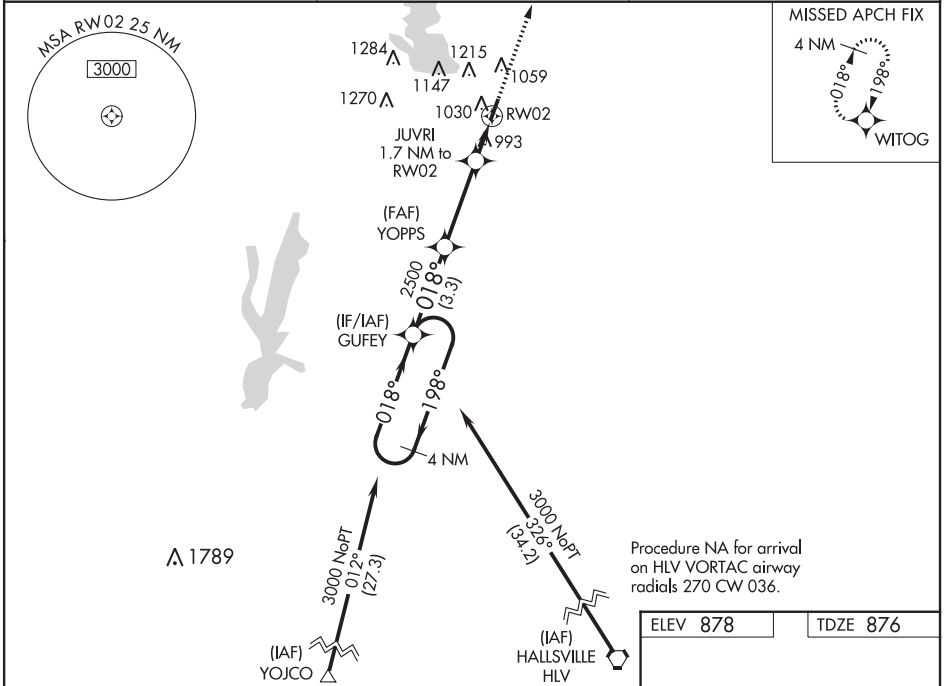 MSA RW02 25 NM
3000
1284
1215
1147
1059
1270
1030
RW02
993
JUVRI
1.7 NM to
RW02
(FAF)
YOPPS
2500
018°
(3.3)
(IF/IAF)
GUFEY
018°
198°
4 NM
3000 NoPT
012°
(27.3)
3000 NoPT
326°
(34.2)
1789
(IAF)
YOJCO
(IAF)
HALLSVILLE
HLV
Procedure NA for arrival
on HLV VORTAC airway
radials 270 CW 036.
MISSED APCH FIX
4 NM
018°
198°
WITOG
ELEV 878
TDZE 876